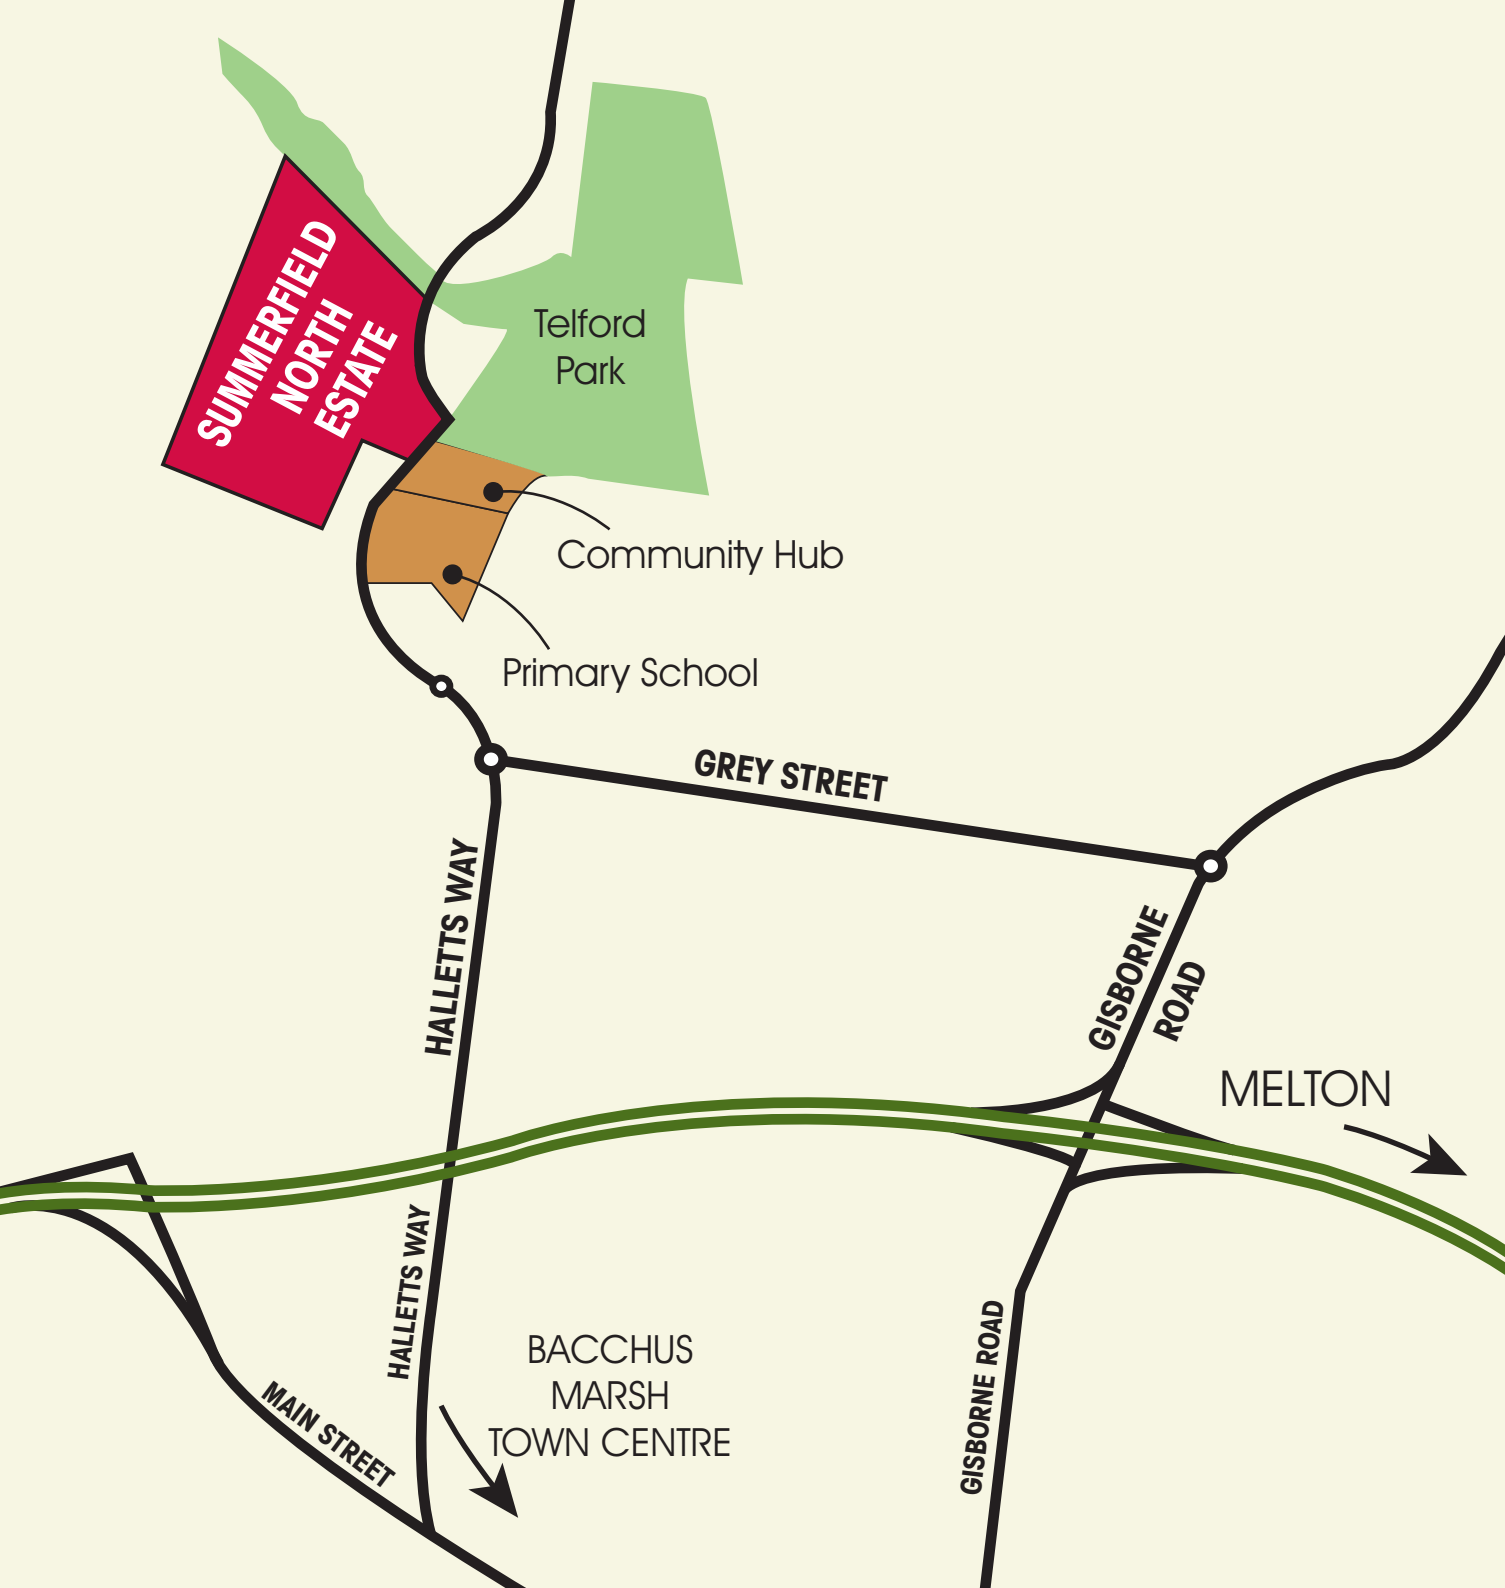 SUMMERFIELD
NORTH
ESTATE
Telford
Park
Community Hub
Primary School
GREY STREET
HALLETTS WAY
GISBORNE
ROAD
MELTON
HALLETTS WAY
BACCHUS
MARSH
TOWN CENTRE
GISBORNE ROAD
MAIN STREET